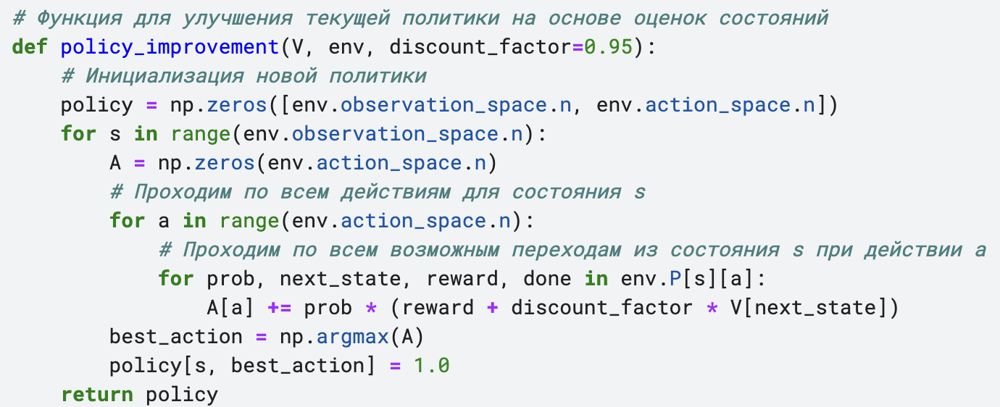 # Функция для улучшения текущей политики на основе оценок состояний
def policy_improvement(V, env, discount_factor=0.95):
    # Инициализация новой политики
    policy = np.zeros([env.observation_space.n, env.action_space.n])
    for s in range(env.observation_space.n):
        A = np.zeros(env.action_space.n)
        # Проходим по всем действиям для состояния s
        for a in range(env.action_space.n):
            # Проходим по всем возможным переходам из состояния s при действии a
            for prob, next_state, reward, done in env.P[s][a]:
                A[a] += prob * (reward + discount_factor * V[next_state])
        best_action = np.argmax(A)
        policy[s, best_action] = 1.0
    return policy